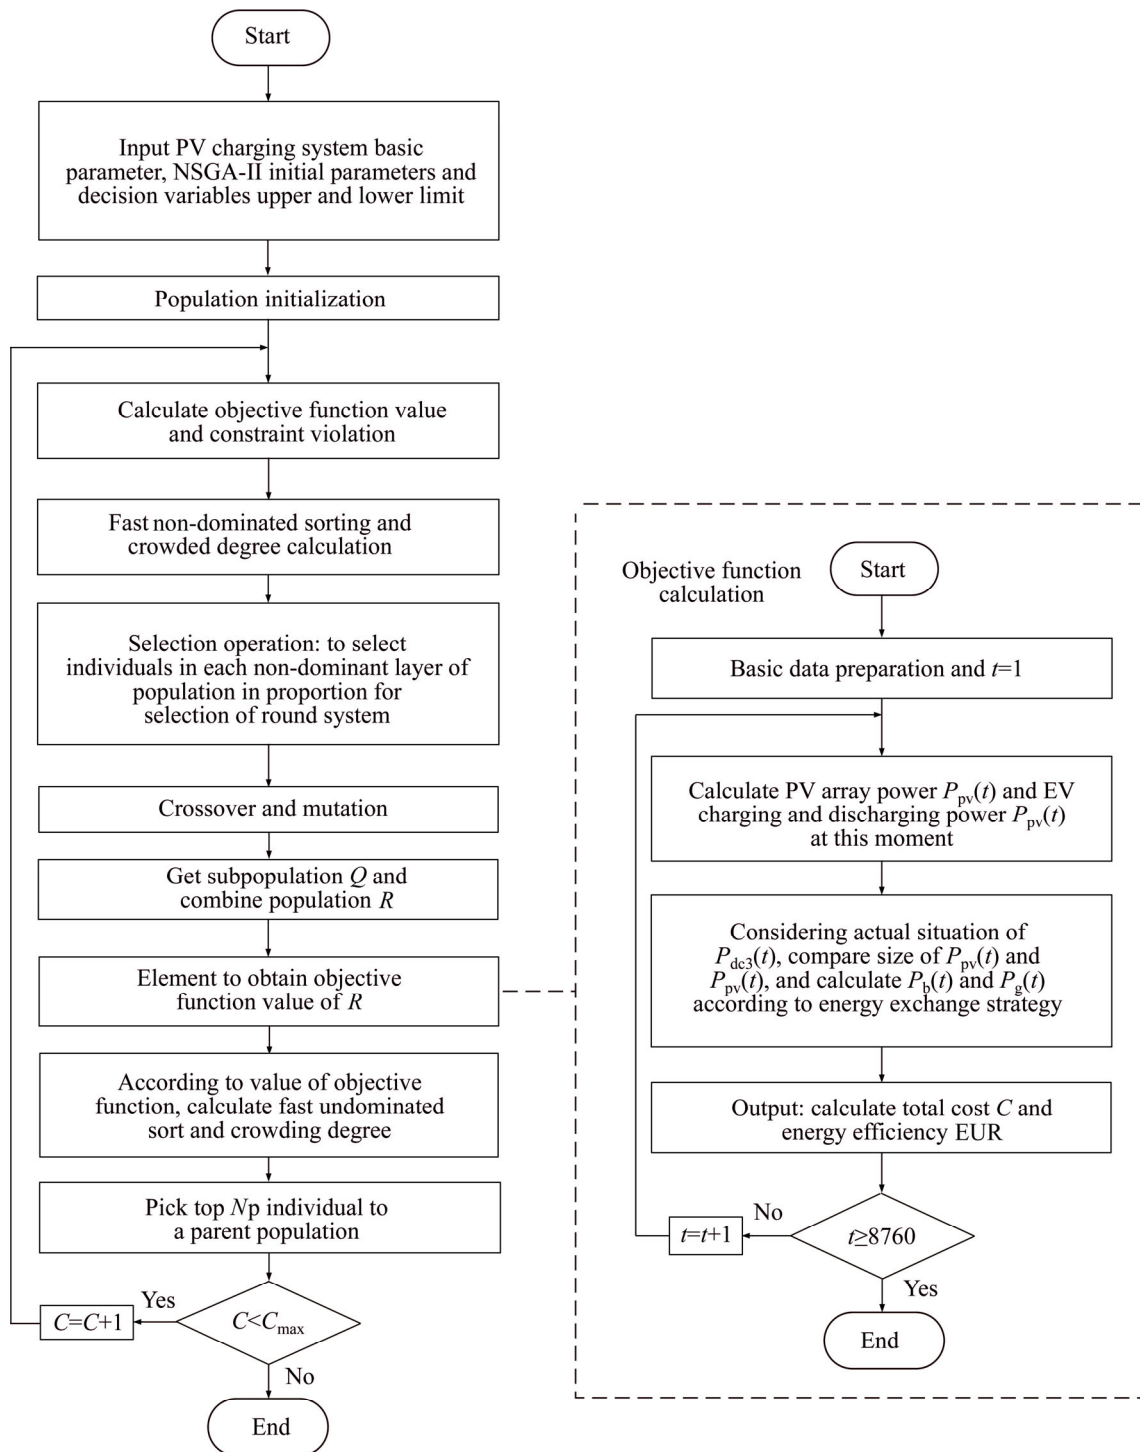 Start
Input PV charging system basic
parameter, NSGA-II initial parameters and
decision variables upper and lower limit
Population initialization
Calculate objective function value
and constraint violation
Fast non-dominated sorting and
crowded degree calculation
Selection operation: to select
individuals in each non-dominant layer of
population in proportion for
selection of round system
Crossover and mutation
Get subpopulation Q and
combine population R
Element to obtain objective
function value of R
According to value of objective
function, calculate fast undominated
sort and crowding degree
Pick top Np individual to
a parent population
C<Cmax
Yes
C=C+1
No
End
Objective function
calculation
Start
Basic data preparation and t=1
Calculate PV array power Ppv(t) and EV
charging and discharging power Ppv(t)
at this moment
Considering actual situation of
Pdc3(t), compare size of Ppv(t) and
Ppv(t), and calculate Pb(t) and Pg(t)
according to energy exchange strategy
Output: calculate total cost C and
energy efficiency EUR
t≥8760
No
t=t+1
Yes
End